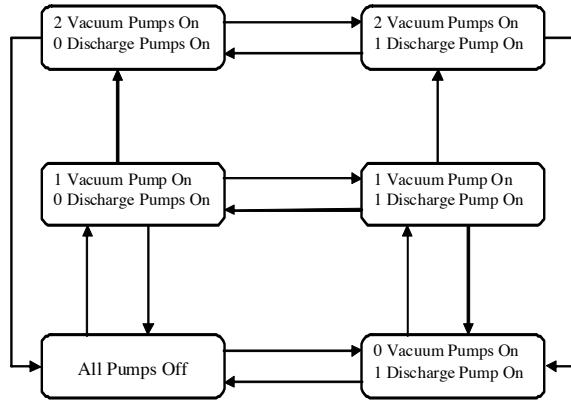 2 Vacuum Pumps On
0 Discharge Pumps On
2 Vacuum Pumps On
1 Discharge Pump On
1 Vacuum Pump On
0 Discharge Pumps On
1 Vacuum Pump On
1 Discharge Pump On
All Pumps Off
0 Vacuum Pumps On
1 Discharge Pump On